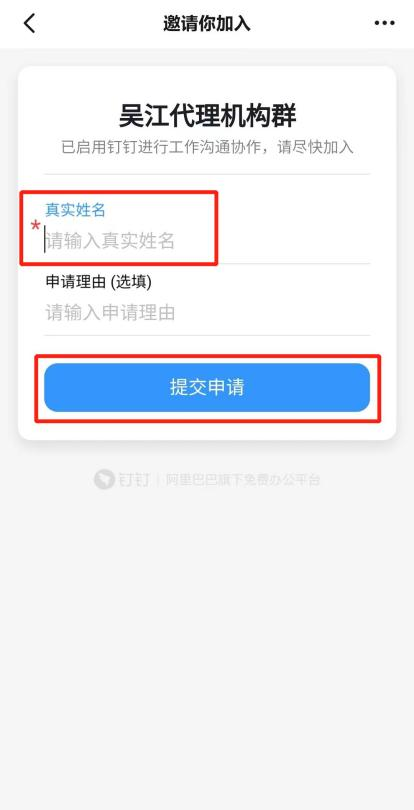 邀请你加入
吴江代理机构群
已启用钉钉进行工作沟通协作，请尽快加入
真实姓名
* 请输入真实姓名
申请理由 (选填)
请输入申请理由
提交申请
钉钉 | 阿里巴巴旗下免费办公平台